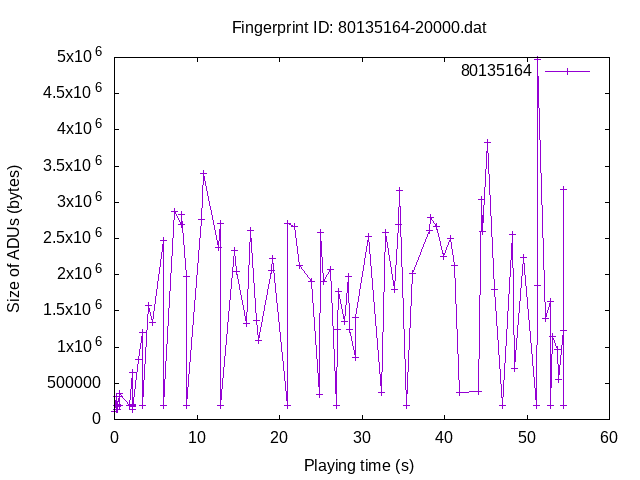 Fingerprint ID: 80135164-20000.dat
80135164
5x10^6
4.5x10^6
4x10^6
3.5x10^6
3x10^6
2.5x10^6
2x10^6
1.5x10^6
1x10^6
500000
0
Size of ADUs (bytes)
0 10 20 30 40 50 60
Playing time (s)